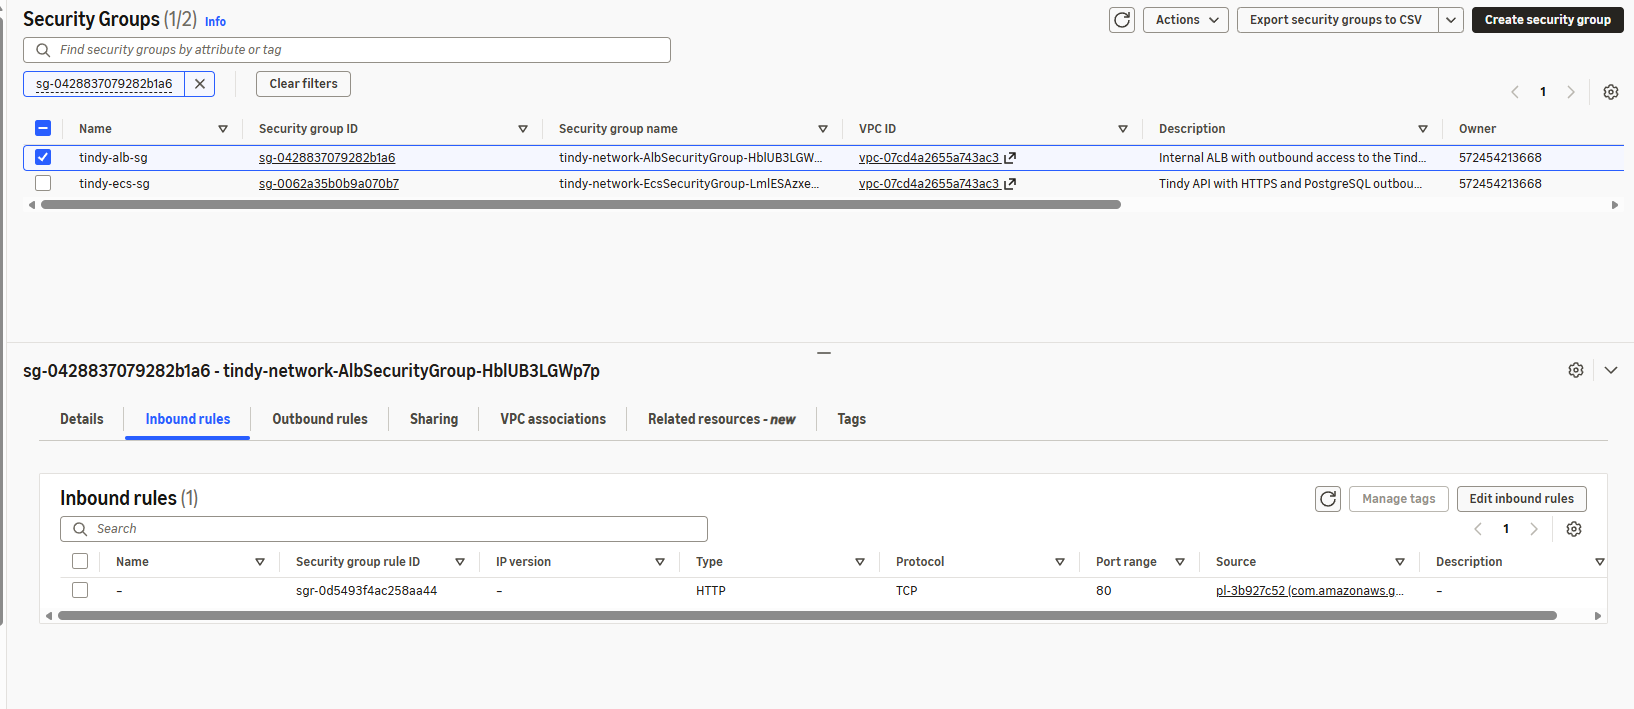 Security Groups (1/2) Info
Actions
Export security groups to CSV
Create security group
Find security groups by attribute or tag
sg-0428837079282b1a6
Clear filters
1
Name Security group ID Security group name VPC ID Description Owner
tindy-alb-sg sg-0428837079282b1a6 tindy-network-AlbSecurityGroup-HblUB3LGW... vpc-07cd4a2655a743ac3 Internal ALB with outbound access to the Tind... 572454213668
tindy-ecs-sg sg-0062a35b0b9a070b7 tindy-network-EcsSecurityGroup-LmlESAzxe... vpc-07cd4a2655a743ac3 Tindy API with HTTPS and PostgreSQL outbou... 572454213668
sg-0428837079282b1a6 - tindy-network-AlbSecurityGroup-HblUB3LGWp7p
Details Inbound rules Outbound rules Sharing VPC associations Related resources - new Tags
Inbound rules (1)
Manage tags
Edit inbound rules
Search
1
Name Security group rule ID IP version Type Protocol Port range Source Description
– sgr-0d5493f4ac258aa44 – HTTP TCP 80 pl-3b927c52 (com.amazonaws.g... –